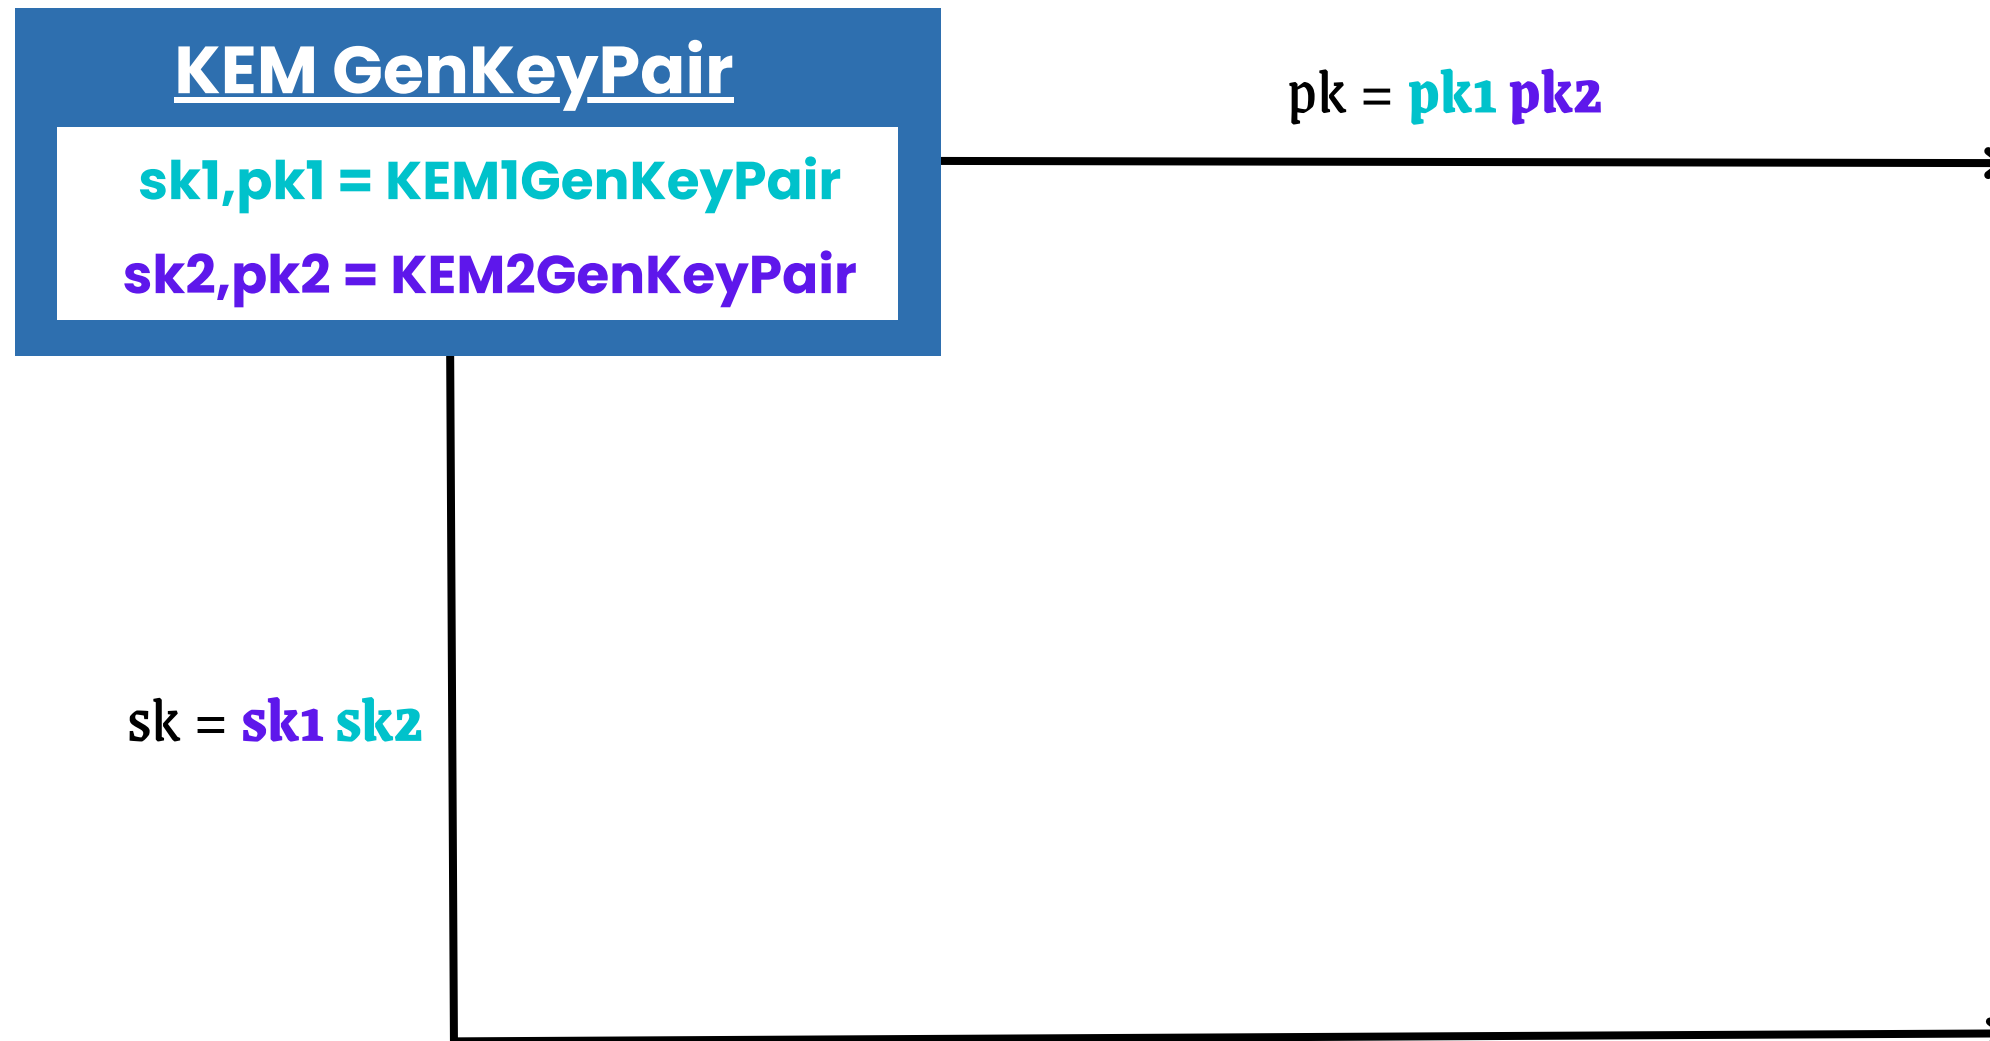 KEM GenKeyPair
sk1,pk1 = KEM1GenKeyPair
sk2,pk2 = KEM2GenKeyPair
pk = pk1 pk2
sk = sk1 sk2